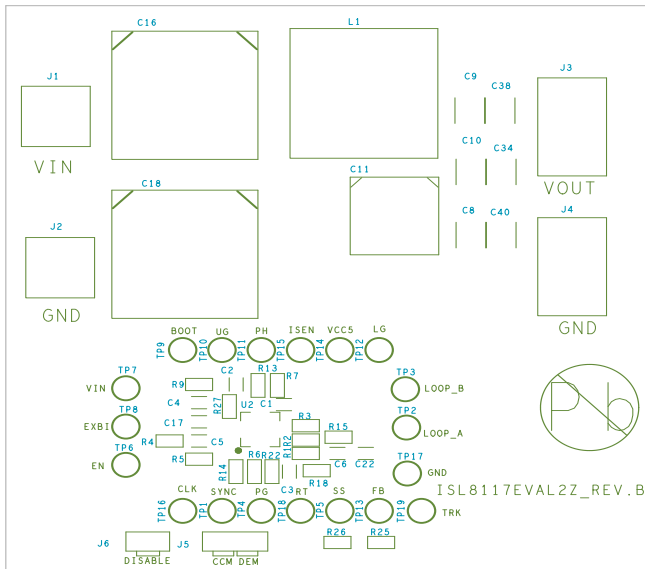 C16
L1
J1
C9
C38
J3
VIN
C10
C34
C11
C18
VOUT
J2
C8
C40
J4
GND
GND
BOOT
UG
PH
ISEN
VCC5
LG
TP9
TP10
TP11
TP15
TP14
TP12
TP7
C2
R13
R7
TP3
VIN
R9
LOOP_B
C4
R27
U2
C1
TP8
TP2
EXBI
C17
R3
R15
LOOP_A
R4
C5
R1
R2
TP6
R5
R14
R6
R22
C6
C22
TP17
EN
C3
R18
GND
Pb
ISL8117EVAL2Z_REV.B
CLK
SYNC
PG
RT
SS
FB
TP16
TP1
TP4
TP18
TP5
TP13
TP19
TRK
J6
J5
R26
R25
DISABLE
CCM DEM